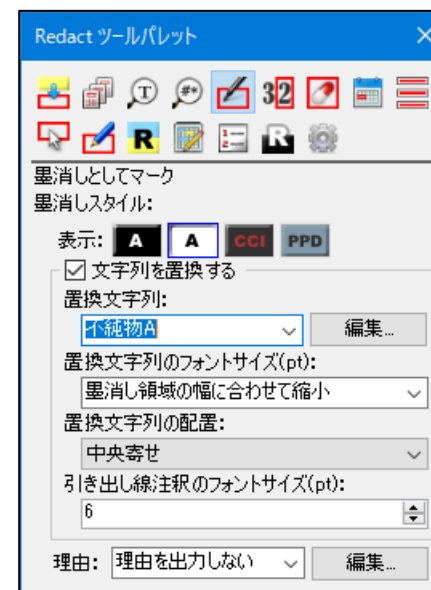 Redact ツールパレット
T #* 32
R 1 2 R
墨消しとしてマーク
墨消しスタイル:
表示: A A CCI PPD
文字列を置換する
置換文字列:
不純物A 編集...
置換文字列のフォントサイズ(pt):
墨消し領域の幅に合わせて縮小
置換文字列の配置:
中央寄せ
引き出し線注釈のフォントサイズ(pt):
6
理由: 理由を出力しない 編集...